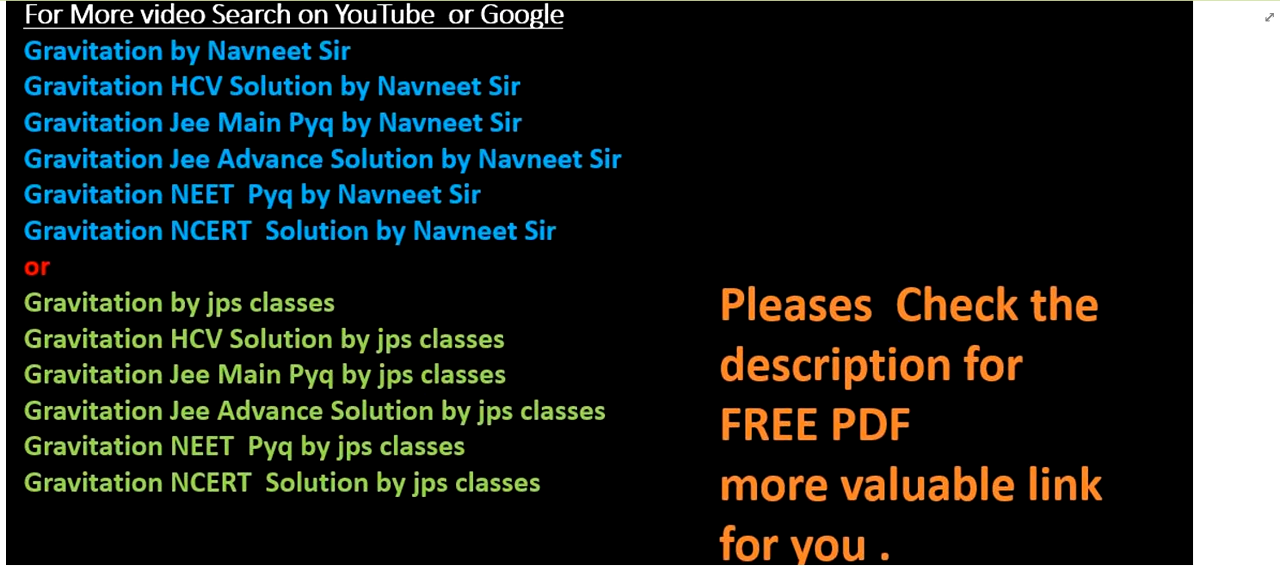 For More video Search on YouTube  or Google
Gravitation by Navneet Sir
Gravitation HCV Solution by Navneet Sir
Gravitation Jee Main Pyq by Navneet Sir
Gravitation Jee Advance Solution by Navneet Sir
Gravitation NEET  Pyq by Navneet Sir
Gravitation NCERT  Solution by Navneet Sir
or
Gravitation by jps classes
Gravitation HCV Solution by jps classes
Gravitation Jee Main Pyq by jps classes
Gravitation Jee Advance Solution by jps classes
Gravitation NEET  Pyq by jps classes
Gravitation NCERT  Solution by jps classes
Pleases  Check the
description for
FREE PDF
more valuable link
for you .